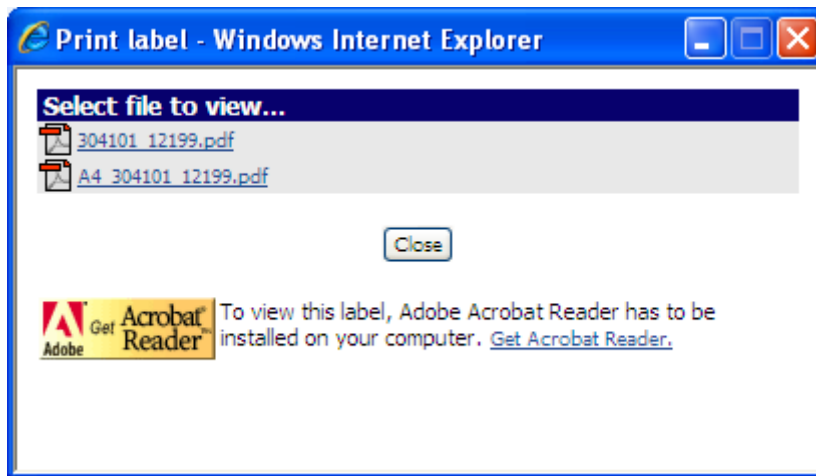 Print label - Windows Internet Explorer
Select file to view...
304101_12199.pdf
A4_304101_12199.pdf
Close
Adobe
Get Acrobat
Reader™
To view this label, Adobe Acrobat Reader has to be
installed on your computer. Get Acrobat Reader.